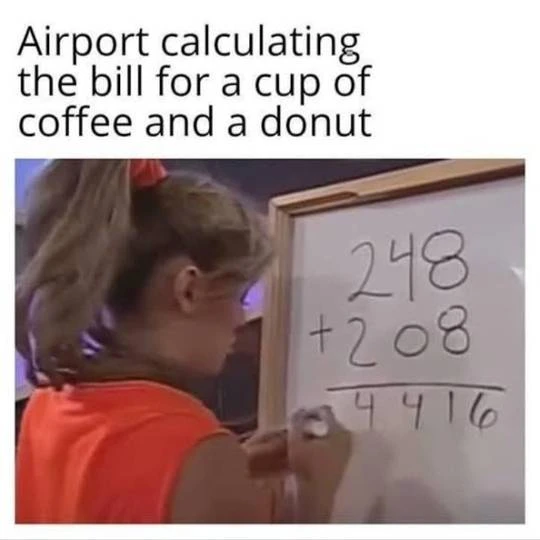 Airport calculating
the bill for a cup of
coffee and a donut
248
+208
4416